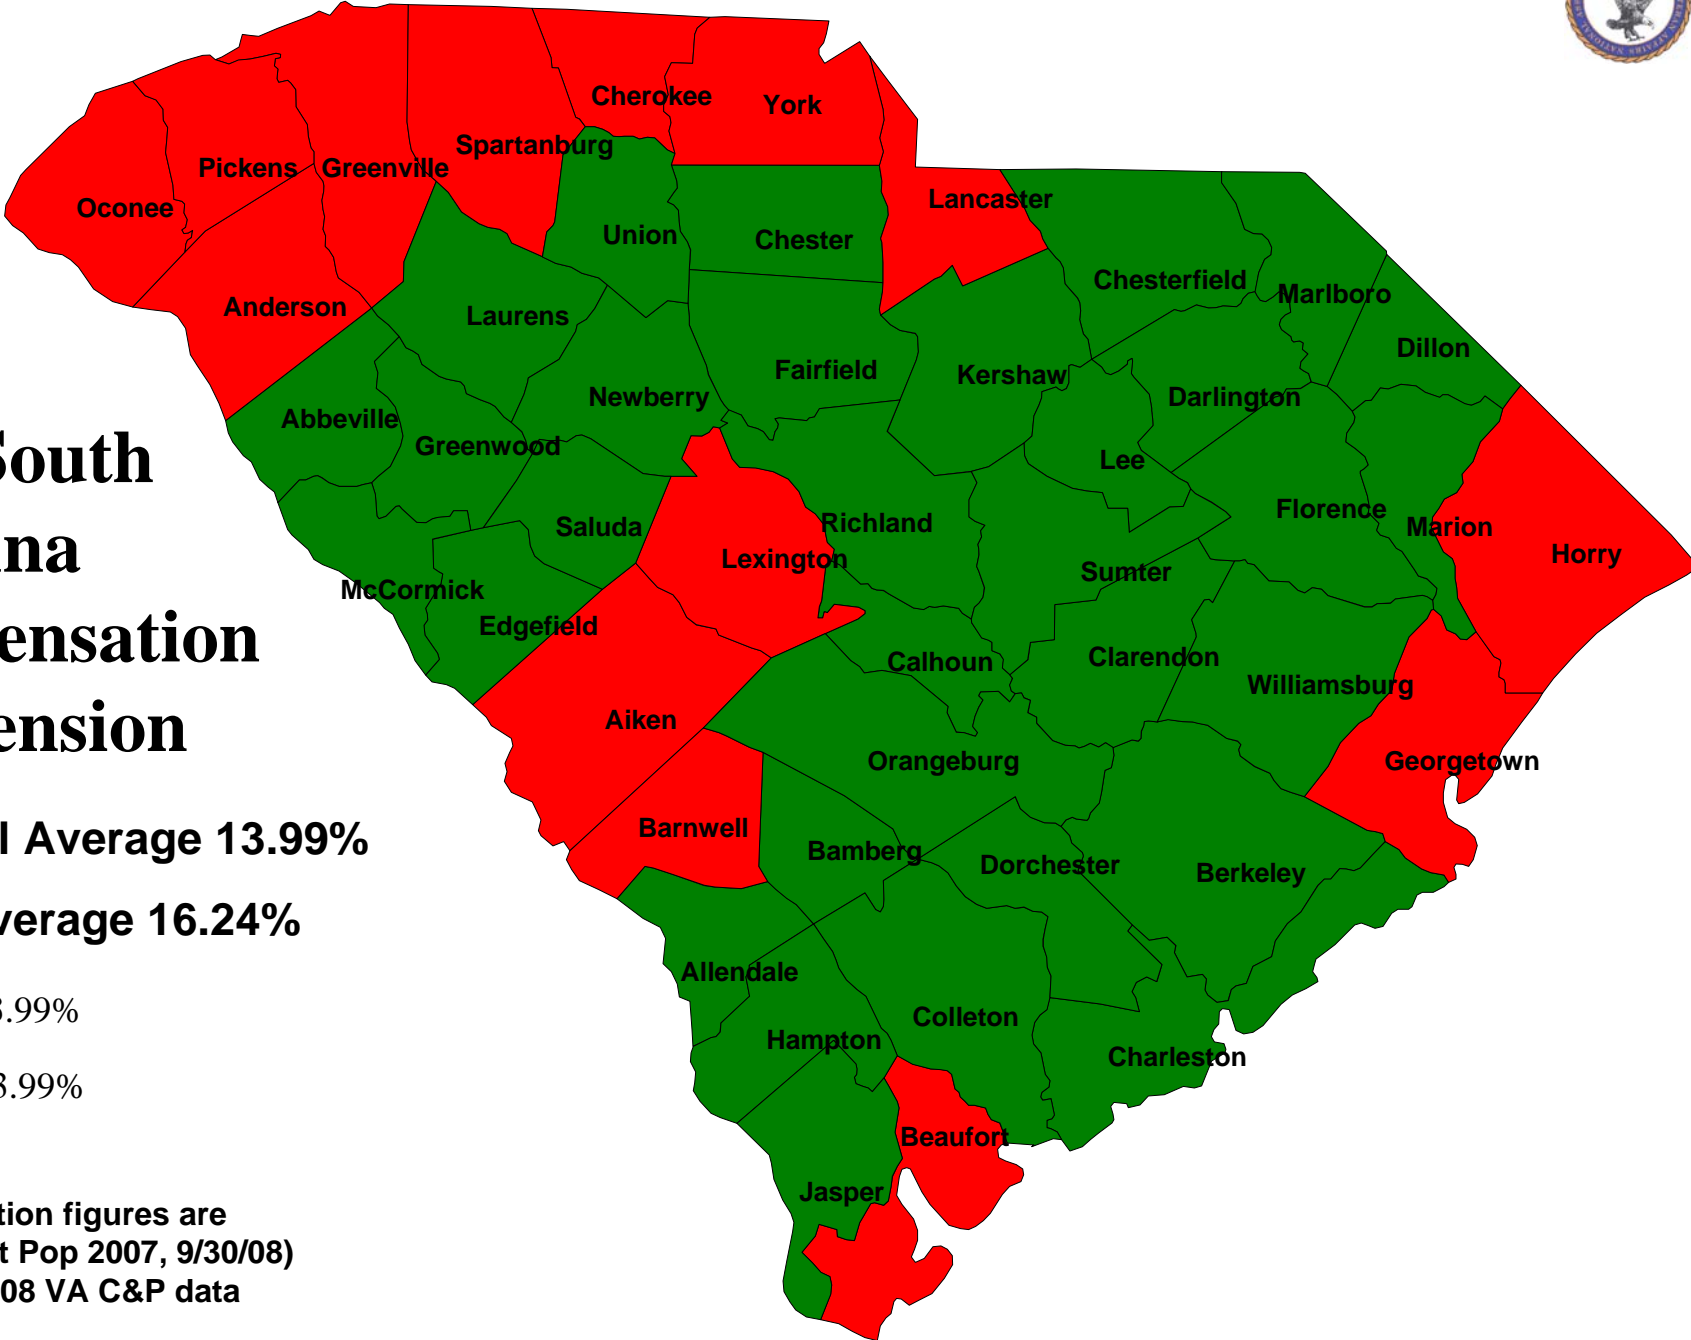 South
ensation
ension
Average 13.99%
verage 16.24%
3.99%
3.99%
tion figures are
t Pop 2007, 9/30/08)
08 VA C&P data
Cherokee
York
Spartanburg
Pickens
Greenville
Oconee
Lancaster
Union
Chester
Chesterfield
Marlboro
Anderson
Laurens
Dillon
Fairfield
Kershaw
Newberry
Darlington
Abbeville
Greenwood
Lee
Florence
Saluda
Richland
Marion
Horry
Lexington
Sumter
McCormick
Edgefield
Calhoun
Clarendon
Williamsburg
Aiken
Orangeburg
Georgetown
Barnwell
Bamberg
Dorchester
Berkeley
Allendale
Colleton
Hampton
Charleston
Beaufort
Jasper